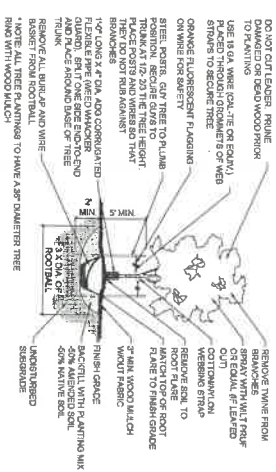 DO NOT CUT LEADER. PRUNE
DAMAGED OR DEAD WOOD PRIOR
TO PLANTING
USE 16 GA. WIRE (GAL-TIE OR EQUIV.)
PLACED THROUGH GROMMETS OF WEB
STRAPS TO SECURE TREE
ORANGE FLUORESCENT FLAGGING
ON WIRE FOR SAFETY
STEEL POSTS, GUY TREE TO PLUMB
POSITION. SECURE GUYS TO
TRUNK AT 1/2-2/3 THE TREE HEIGHT.
PLACE POSTS AND WIRES SO THAT
THEY DO NOT RUB AGAINST
BRANCHES
X 4" DIA. ADD CORRUGATED
FLEXIBLE PIPE (WEED WHACKER
GUARD). SPLIT ONE SIDE END-TO-END
AND PLACE AROUND BASE OF TREE
TRUNK
REMOVE ALL BURLAP AND WIRE
BASKET FROM ROOTBALL
*NOTE: ALL TREE PLANTINGS TO HAVE A 36" DIAMETER TREE
RING WITH WOOD MULCH
2'
MIN.
5' MIN.
3 X DIA OF
ROOTBALL
REMOVE TWINE FROM
BRANCHES
SPRAY WITH WILT PRUF
OR EQUAL (IF LEAFED
OUT)
COTTON/NYLON
WEBBING STRAP
REMOVE SOIL TO
ROOT FLARE
MATCH TOP OF ROOT
FLARE TO FINISH GRADE
3" MIN. WOOD MULCH
W/OUT FABRIC
FINISH GRADE
BACKFILL WITH PLANTING MIX
-50% AMENDED SOIL
-50% NATIVE SOIL
UNDISTURBED
SUBGRADE